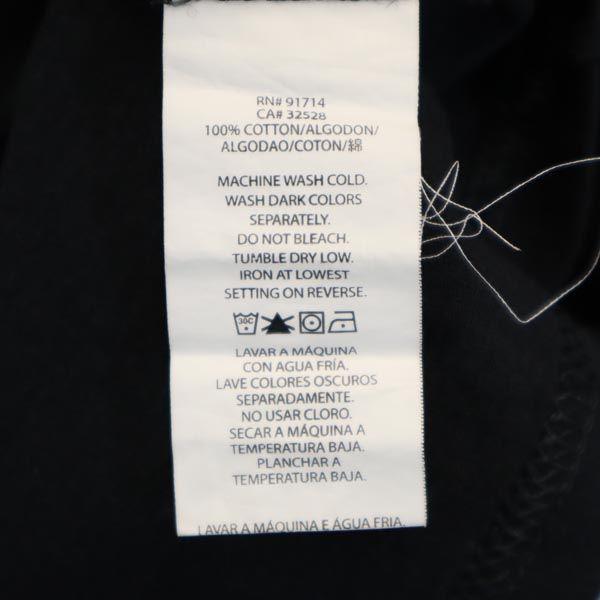 RN# 91714
CA# 32528
100% COTTON/ALGODON/
ALGODAO/COTON/綿
MACHINE WASH COLD.
WASH DARK COLORS
SEPARATELY.
DO NOT BLEACH.
TUMBLE DRY LOW.
IRON AT LOWEST
SETTING ON REVERSE.
30C
LAVAR A MÁQUINA
CON AGUA FRÍA.
LAVE COLORES OSCUROS
SEPARADAMENTE.
NO USAR CLORO.
SECAR A MÁQUINA A
TEMPERATURA BAJA.
PLANCHAR A
TEMPERATURA BAJA.
LAVAR A MÁQUINA E ÁGUA FRIA.